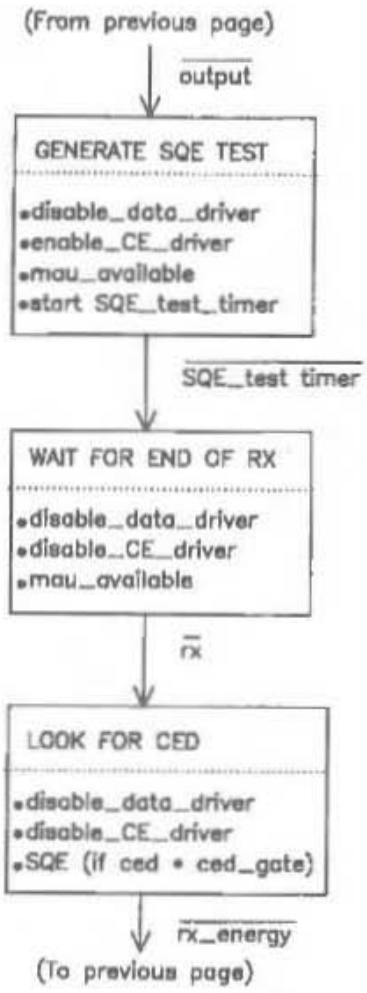 (From previous page)
output
GENERATE SQE TEST
•disable_data_driver
•enable_CE_driver
•mau_available
•start SQE_test_timer
SQE_test timer
WAIT FOR END OF RX
•disable_data_driver
•disable_CE_driver
•mau_available
rx
LOOK FOR CED
•disable_data_driver
•disable_CE_driver
•SQE (if ced * ced_gate)
rx_energy
(To previous page)